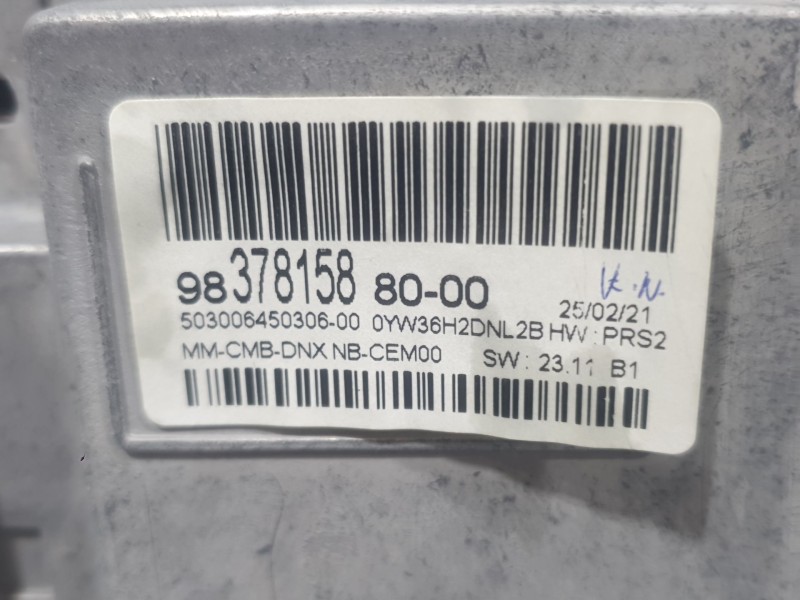 98 378158 80-00
25/02/21
503006450306-00 0YW36H2DNL2B HW : PRS2
MM-CMB-DNX NB-CEM00 SW : 23.11 B1